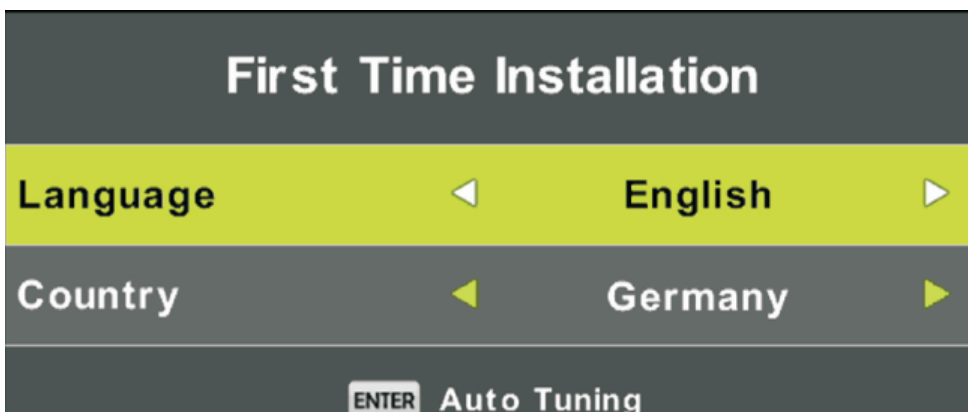 First Time Installation
Language English
Country Germany
ENTER Auto Tuning